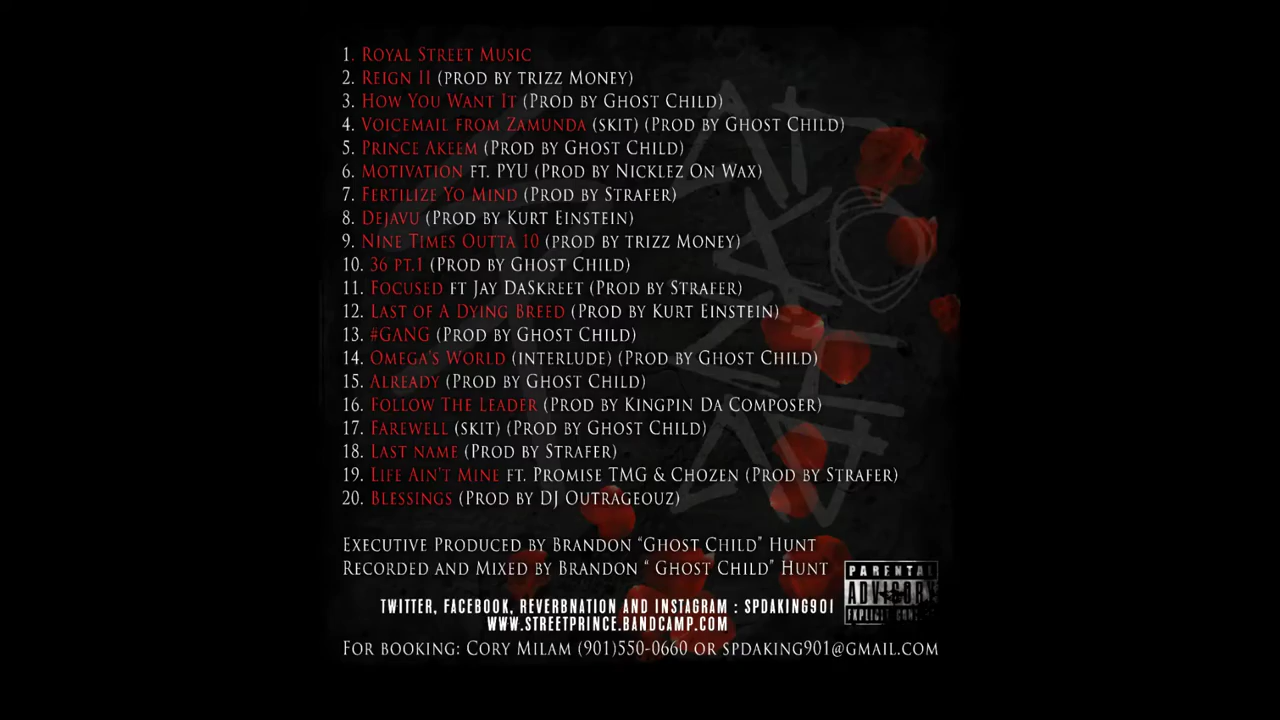 1. Royal Street Music
2. Reign II (prod by Trizz Money)
3. How You Want It (Prod by Ghost Child)
4. Voicemail from Zamunda (skit) (Prod by Ghost Child)
5. Prince Akeem (Prod by Ghost Child)
6. Motivation ft. PYU (Prod by Nicklez On Wax)
7. Fertilize Yo Mind (Prod by Strafer)
8. Dejavu (Prod by Kurt Einstein)
9. Nine Times Outta 10 (prod by trizz Money)
10. 36 pt.1 (Prod by Ghost Child)
11. Focused ft Jay DaSkreet (Prod by Strafer)
12. Last of A Dying Breed (Prod by Kurt Einstein)
13. #GANG (Prod by Ghost Child)
14. Omega's World (interlude) (Prod by Ghost Child)
15. Already (Prod by Ghost Child)
16. Follow The Leader (Prod by Kingpin Da Composer)
17. Farewell (skit) (Prod by Ghost Child)
18. Last name (Prod by Strafer)
19. Life Ain't Mine ft. Promise TMG & Chozen (Prod by Strafer)
20. Blessings (Prod by DJ Outrageouz)
Executive Produced by Brandon “Ghost Child” Hunt
Recorded and Mixed by Brandon “ Ghost Child” Hunt
PARENTAL
ADVISORY
EXPLICIT
TWITTER, FACEBOOK, REVERBNATION AND INSTAGRAM : SPDAKING901
WWW.STREETPRINCE.BANDCAMP.COM
For booking: Cory Milam (901)550-0660 or spdaking901@gmail.com